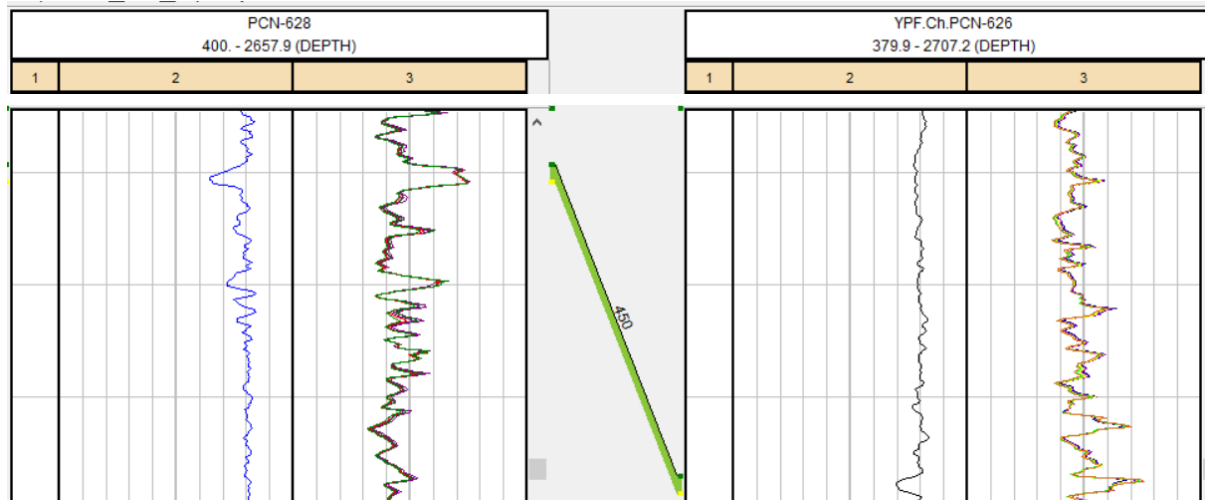 PCN-628
400. - 2657.9 (DEPTH)
1 2 3
YPF.Ch.PCN-626
379.9 - 2707.2 (DEPTH)
1 2 3
450